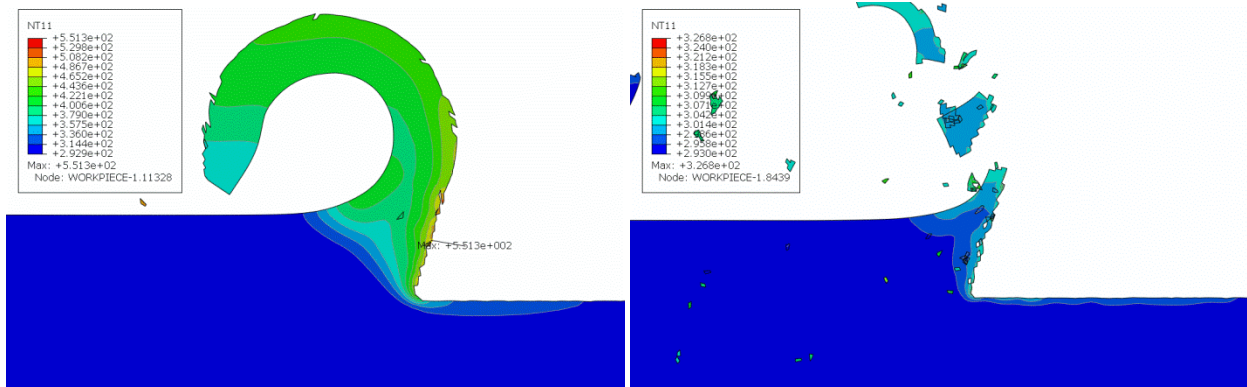 NT11
+5.513e+02
+5.298e+02
+5.082e+02
+4.867e+02
+4.652e+02
+4.436e+02
+4.221e+02
+4.006e+02
+3.790e+02
+3.575e+02
+3.360e+02
+3.144e+02
+2.929e+02
Max: +5.513e+02
Node: WORKPIECE-1.11328
Max: +5.513e+002
NT11
+3.268e+02
+3.240e+02
+3.212e+02
+3.183e+02
+3.155e+02
+3.127e+02
+3.099e+02
+3.071e+02
+3.042e+02
+3.014e+02
+2.986e+02
+2.958e+02
+2.930e+02
Max: +3.268e+02
Node: WORKPIECE-1.8439